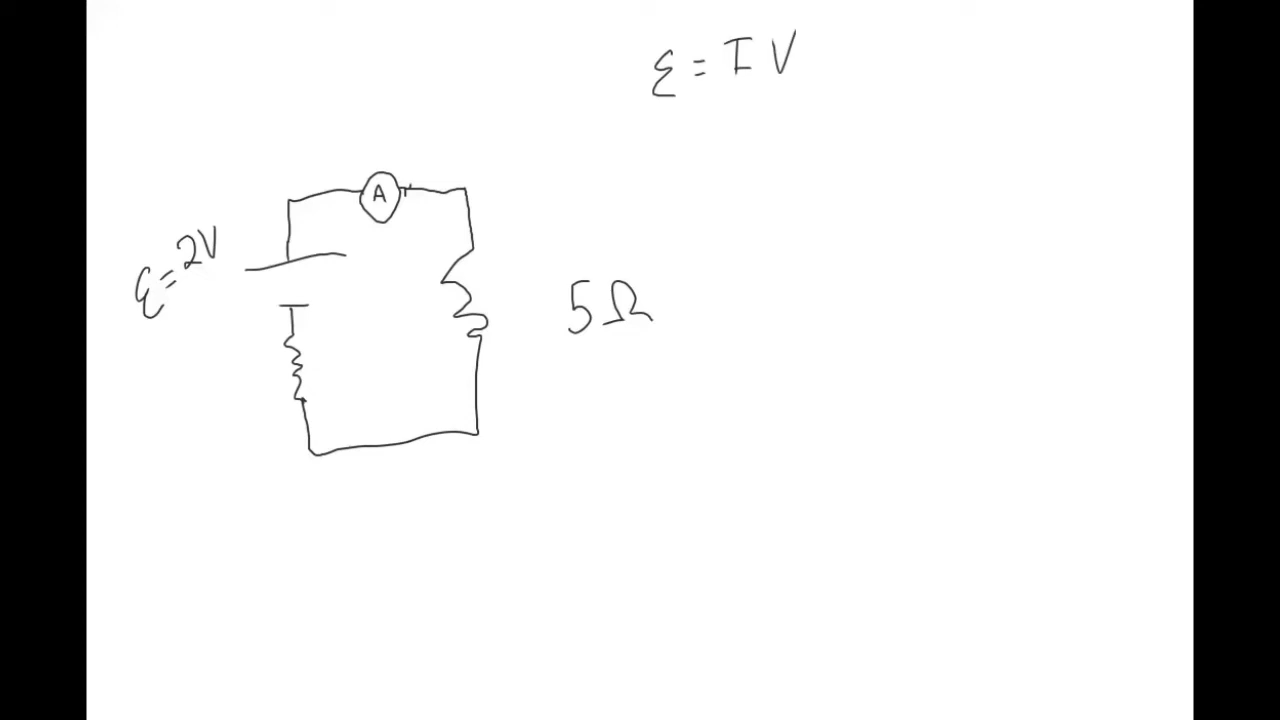 ε = I V
A
ε = 2V
5 Ω